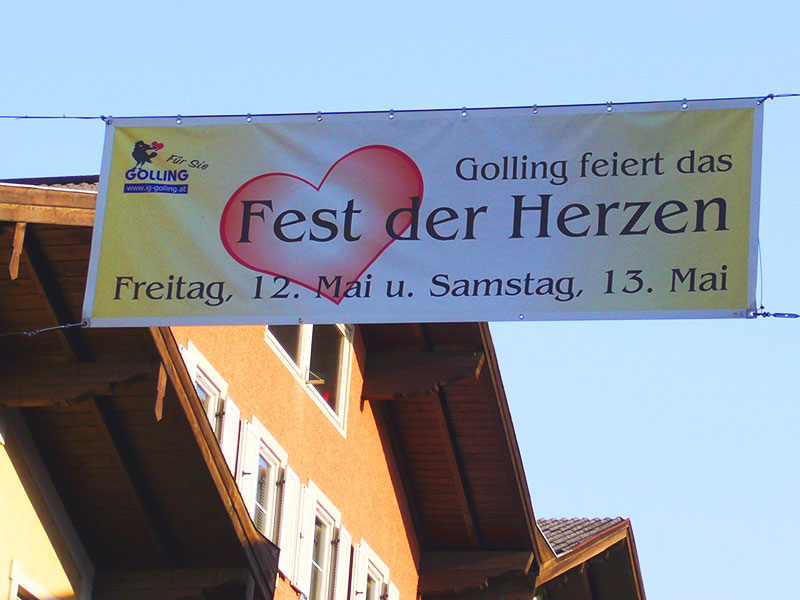 Für Sie
GOLLING
www.ig-golling.at
Golling feiert das
Fest der Herzen
Freitag, 12. Mai u. Samstag, 13. Mai